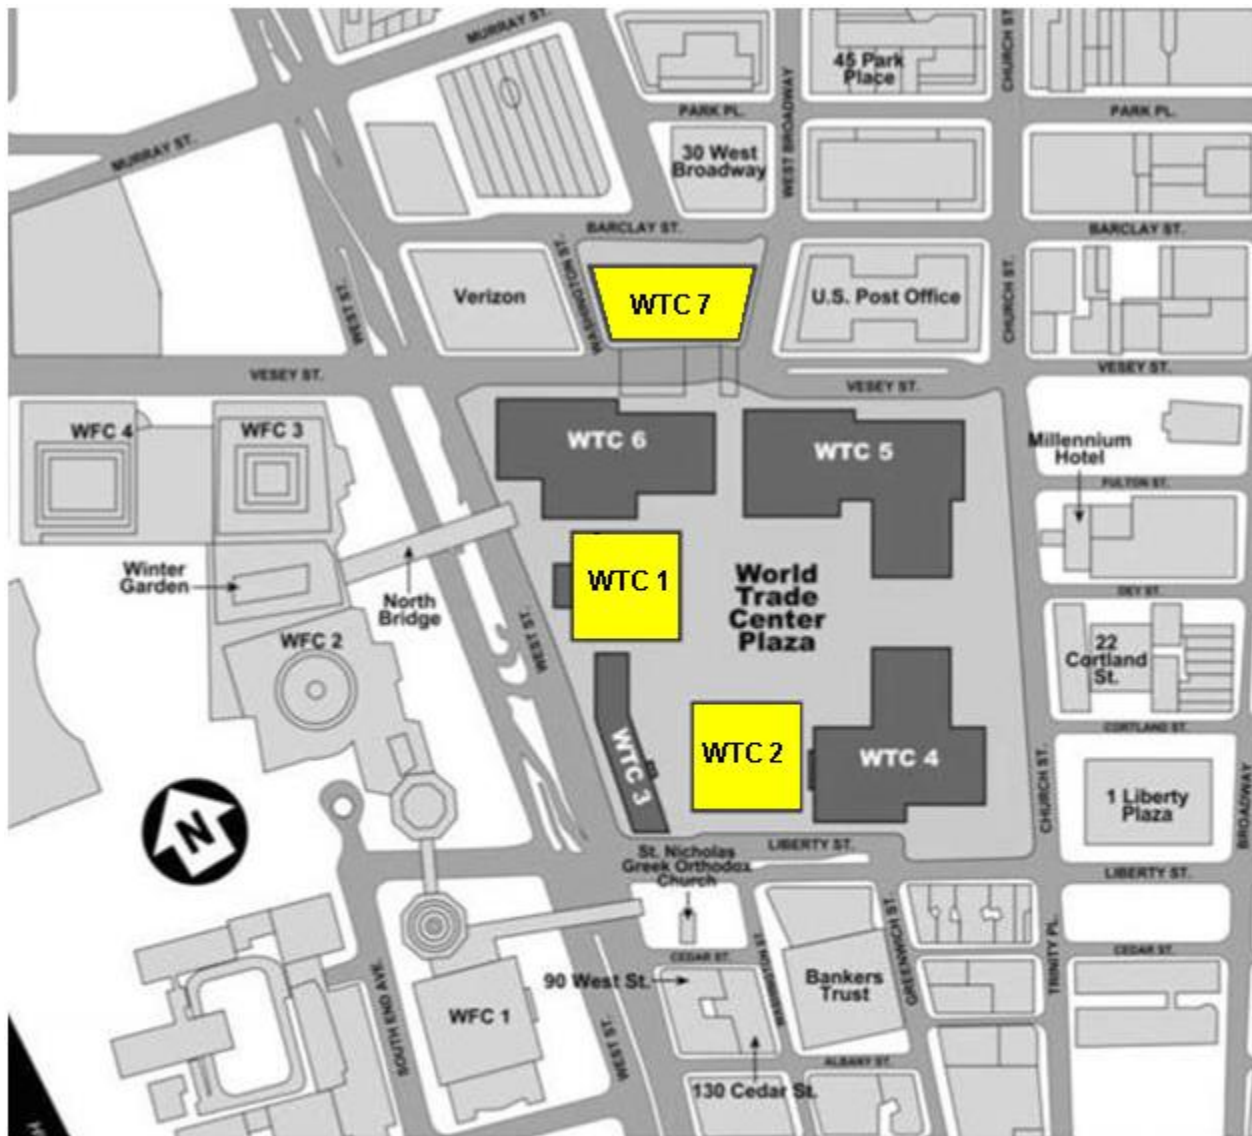 MURRAY ST.
45 Park
Place
CHURCH ST.
PARK PL.
PARK PL.
MURRAY ST.
30 West
Broadway
WEST BROADWAY
BARCLAY ST.
BARCLAY ST.
WASHINGTON ST.
WEST ST.
Verizon
WTC 7
U.S. Post Office
CHURCH ST.
VESEY ST.
VESEY ST.
VESEY ST.
WFC 4
WFC 3
WTC 6
WTC 5
Millennium
Hotel
FULTON ST.
Winter
Garden
North
Bridge
WTC 1
World
Trade
Center
Plaza
DEY ST.
WFC 2
WEST ST.
22
Cortland
St.
CORTLAND ST.
WTC 3
WTC 2
WTC 4
CHURCH ST.
1 Liberty
Plaza
BROADWAY
N
LIBERTY ST.
LIBERTY ST.
St. Nicholas
Greek Orthodox
Church
CEDAR ST.
CEDAR ST.
90 West St.
WASHINGTON ST.
Bankers
Trust
GREENWICH ST.
TRINITY PL.
WFC 1
SOUTH END AVE.
WEST ST.
ALBANY ST.
130 Cedar St.